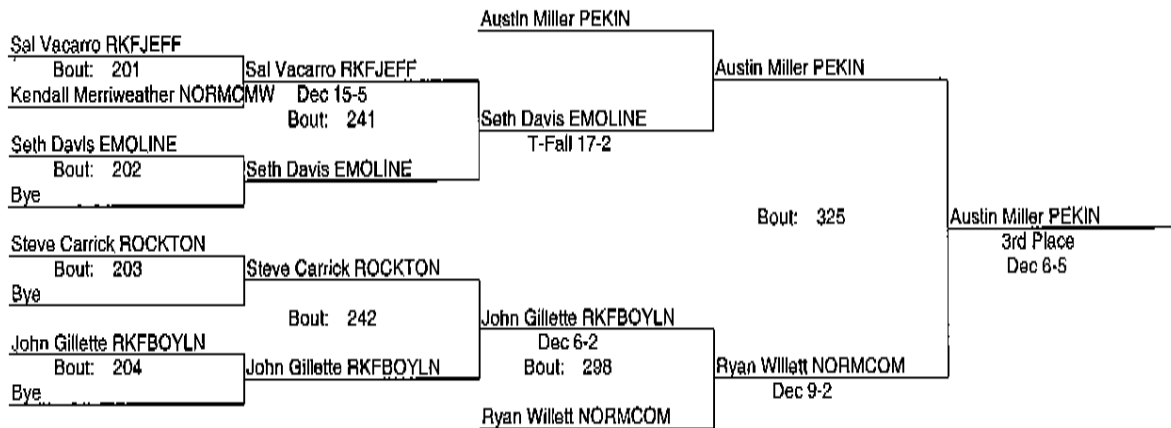 Austin Miller PEKIN
Sal Vacarro RKFJEFF
Bout: 201
Sal Vacarro RKFJEFF
Austin Miller PEKIN
Kendall Merriweather NORMCMW
Dec 15-5
Bout: 241
Seth Davis EMOLINE
T-Fall 17-2
Seth Davis EMOLINE
Bout: 202
Seth Davis EMOLINE
Bye
Bout: 325
Austin Miller PEKIN
3rd Place
Dec 6-5
Steve Carrick ROCKTON
Bout: 203
Steve Carrick ROCKTON
Bye
Bout: 242
John Gillette RKFBOYLN
Dec 6-2
Bout: 298
John Gillette RKFBOYLN
Bout: 204
John Gillette RKFBOYLN
Ryan Willett NORMCOM
Dec 9-2
Bye
Ryan Willett NORMCOM